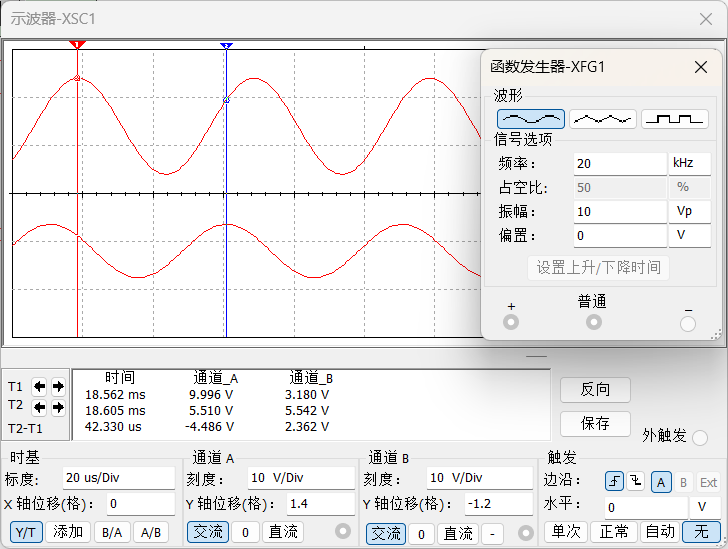 示波器-XSC1
1
2
函数发生器-XFG1
波形
信号选项
频率： 20 kHz
占空比: 50 %
振幅： 10 Vp
偏置： 0 V
设置上升/下降时间
+ 普通 −
时间 通道_A 通道_B
T1 18.562 ms 9.996 V 3.180 V
T2 18.605 ms 5.510 V 5.542 V
T2-T1 42.330 us -4.486 V 2.362 V
反向
保存
外触发
时基 通道 A 通道 B 触发
标度: 20 us/Div 刻度： 10 V/Div 刻度： 10 V/Div 边沿： A B Ext
X 轴位移(格)： 0 Y 轴位移(格)： 1.4 Y 轴位移(格)： -1.2 水平： 0 V
Y/T 添加 B/A A/B 交流 0 直流 交流 0 直流 - 单次 正常 自动 无